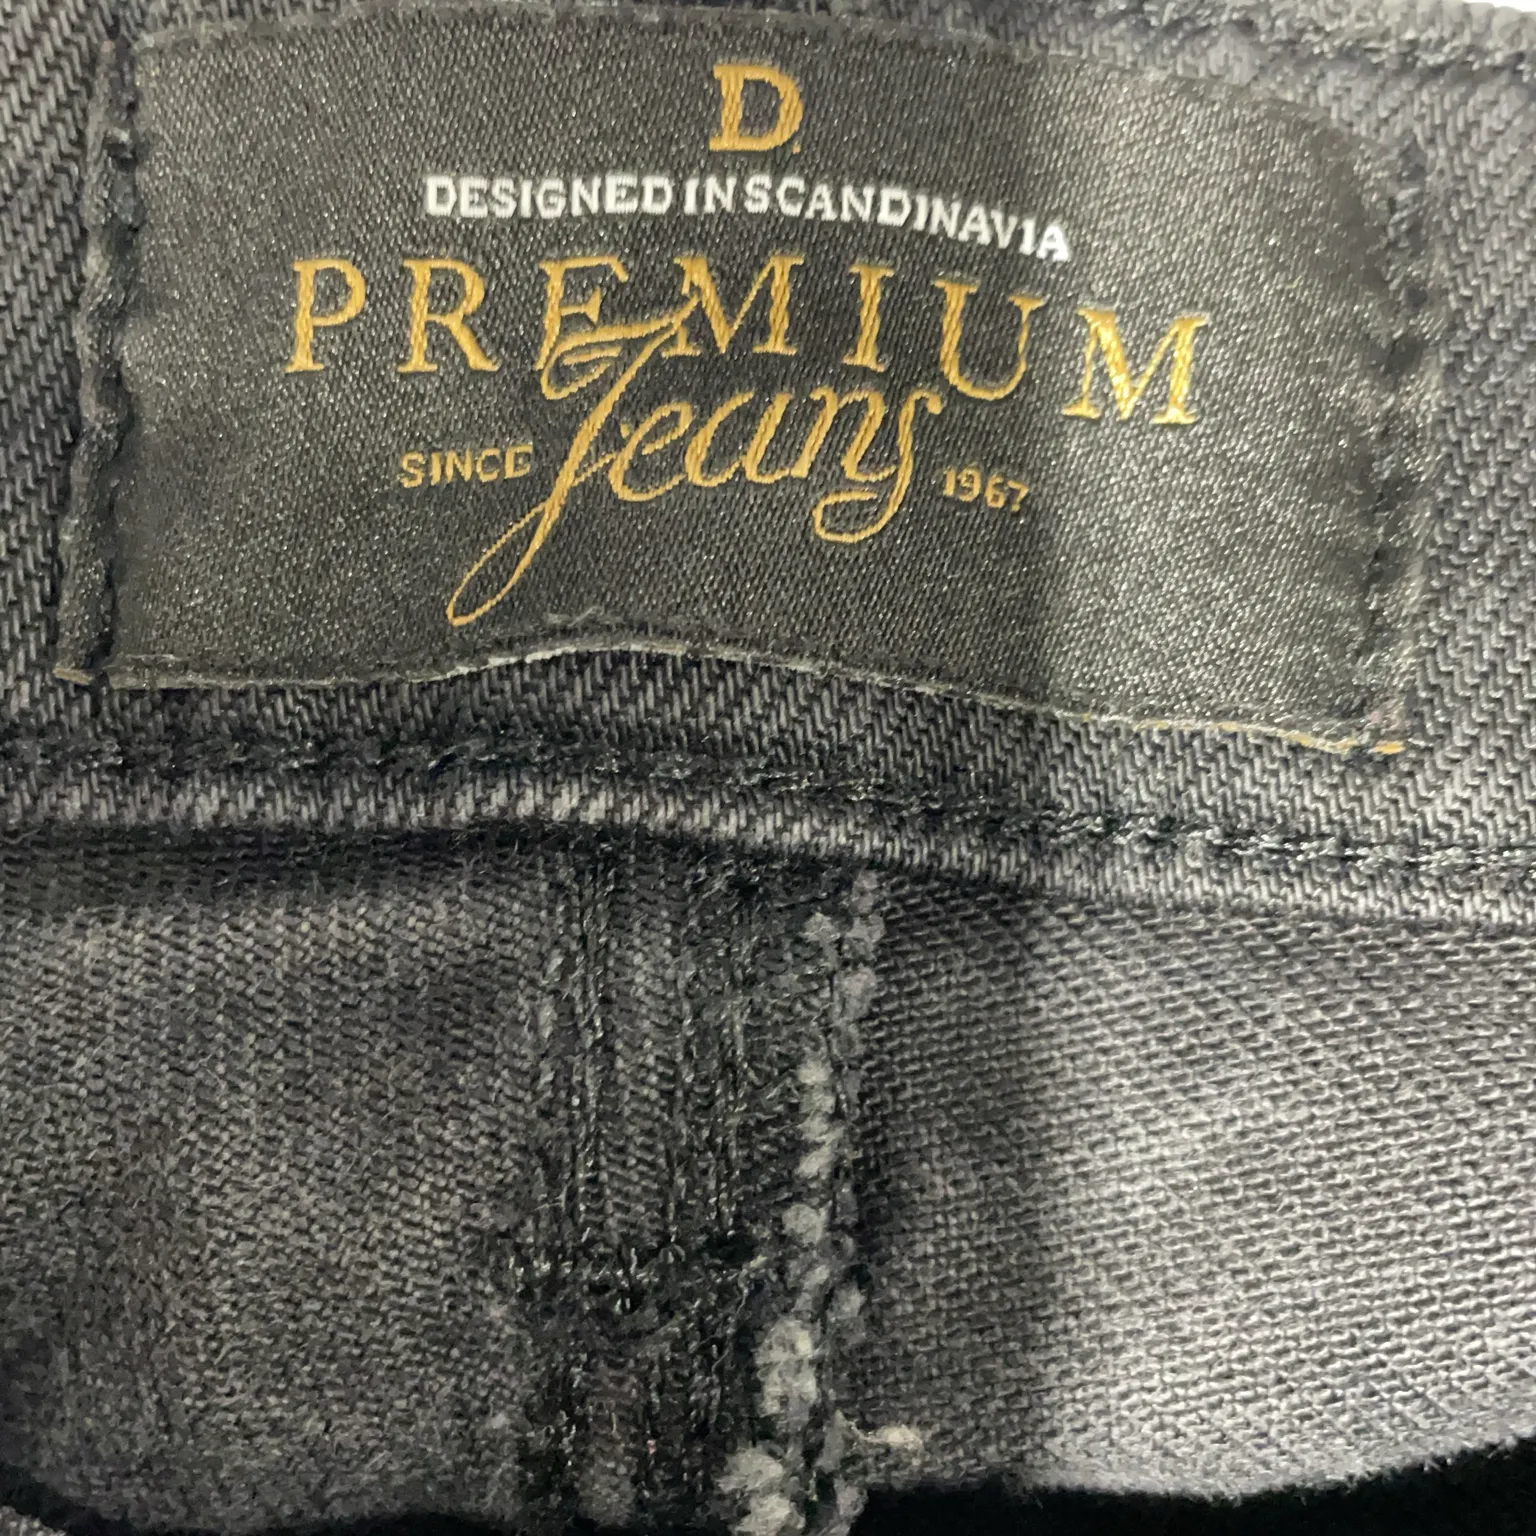 D.
DESIGNED IN SCANDINAVIA
PREMIUM
Jeans
SINCE 1967